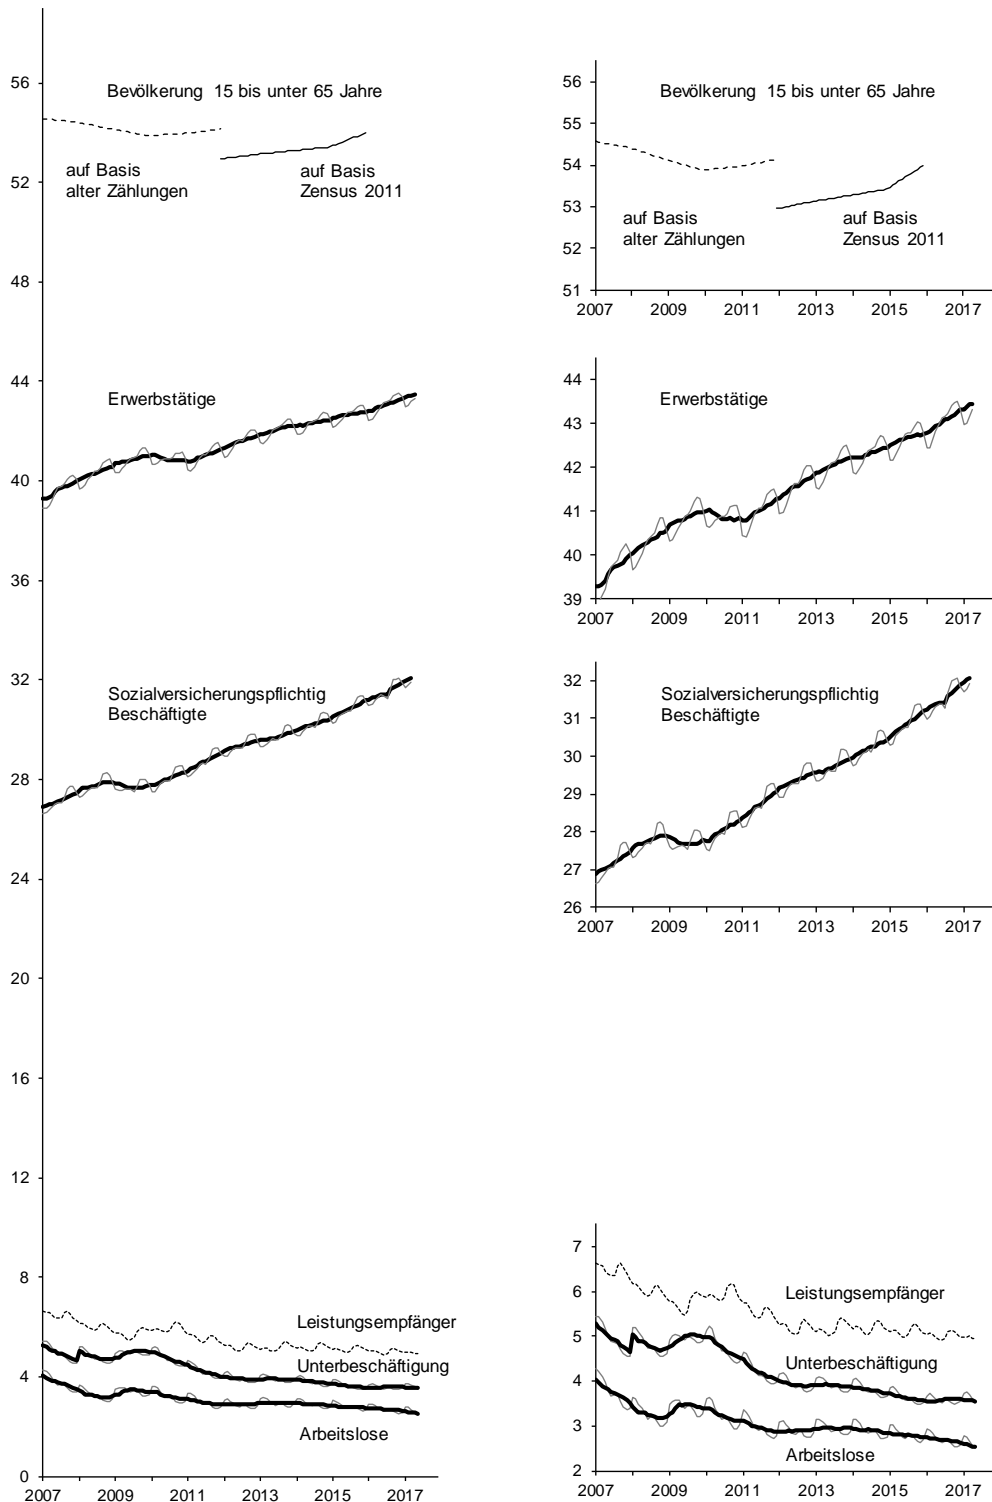 56
52
48
44
40
36
32
28
24
20
16
12
8
4
0
Bevölkerung 15 bis unter 65 Jahre
auf Basis
alter Zählungen
auf Basis
Zensus 2011
Erwerbstätige
Sozialversicherungspflichtig
Beschäftigte
Leistungsempfänger
Unterbeschäftigung
Arbeitslose
2007 2009 2011 2013 2015 2017
56
55
54
53
52
51
Bevölkerung 15 bis unter 65 Jahre
auf Basis
alter Zählungen
auf Basis
Zensus 2011
2007 2009 2011 2013 2015 2017
44
43
42
41
40
39
Erwerbstätige
2007 2009 2011 2013 2015 2017
32
31
30
29
28
27
26
Sozialversicherungspflichtig
Beschäftigte
2007 2009 2011 2013 2015 2017
7
6
5
4
3
2
Leistungsempfänger
Unterbeschäftigung
Arbeitslose
2007 2009 2011 2013 2015 2017